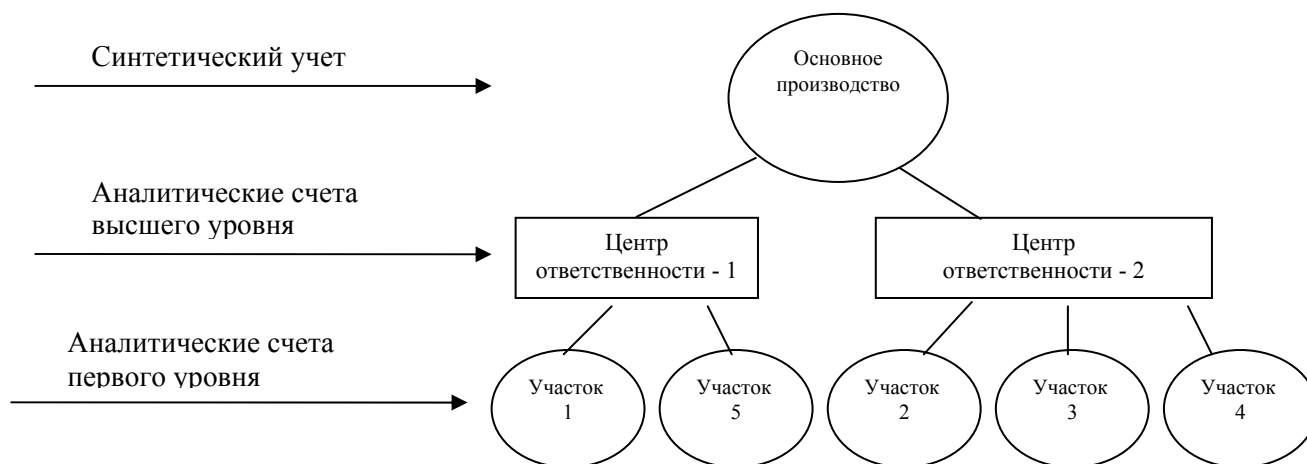 Синтетический учет
Основное
производство
Аналитические счета
высшего уровня
Центр
ответственности - 1
Центр
ответственности - 2
Аналитические счета
первого уровня
Участок
1
Участок
5
Участок
2
Участок
3
Участок
4